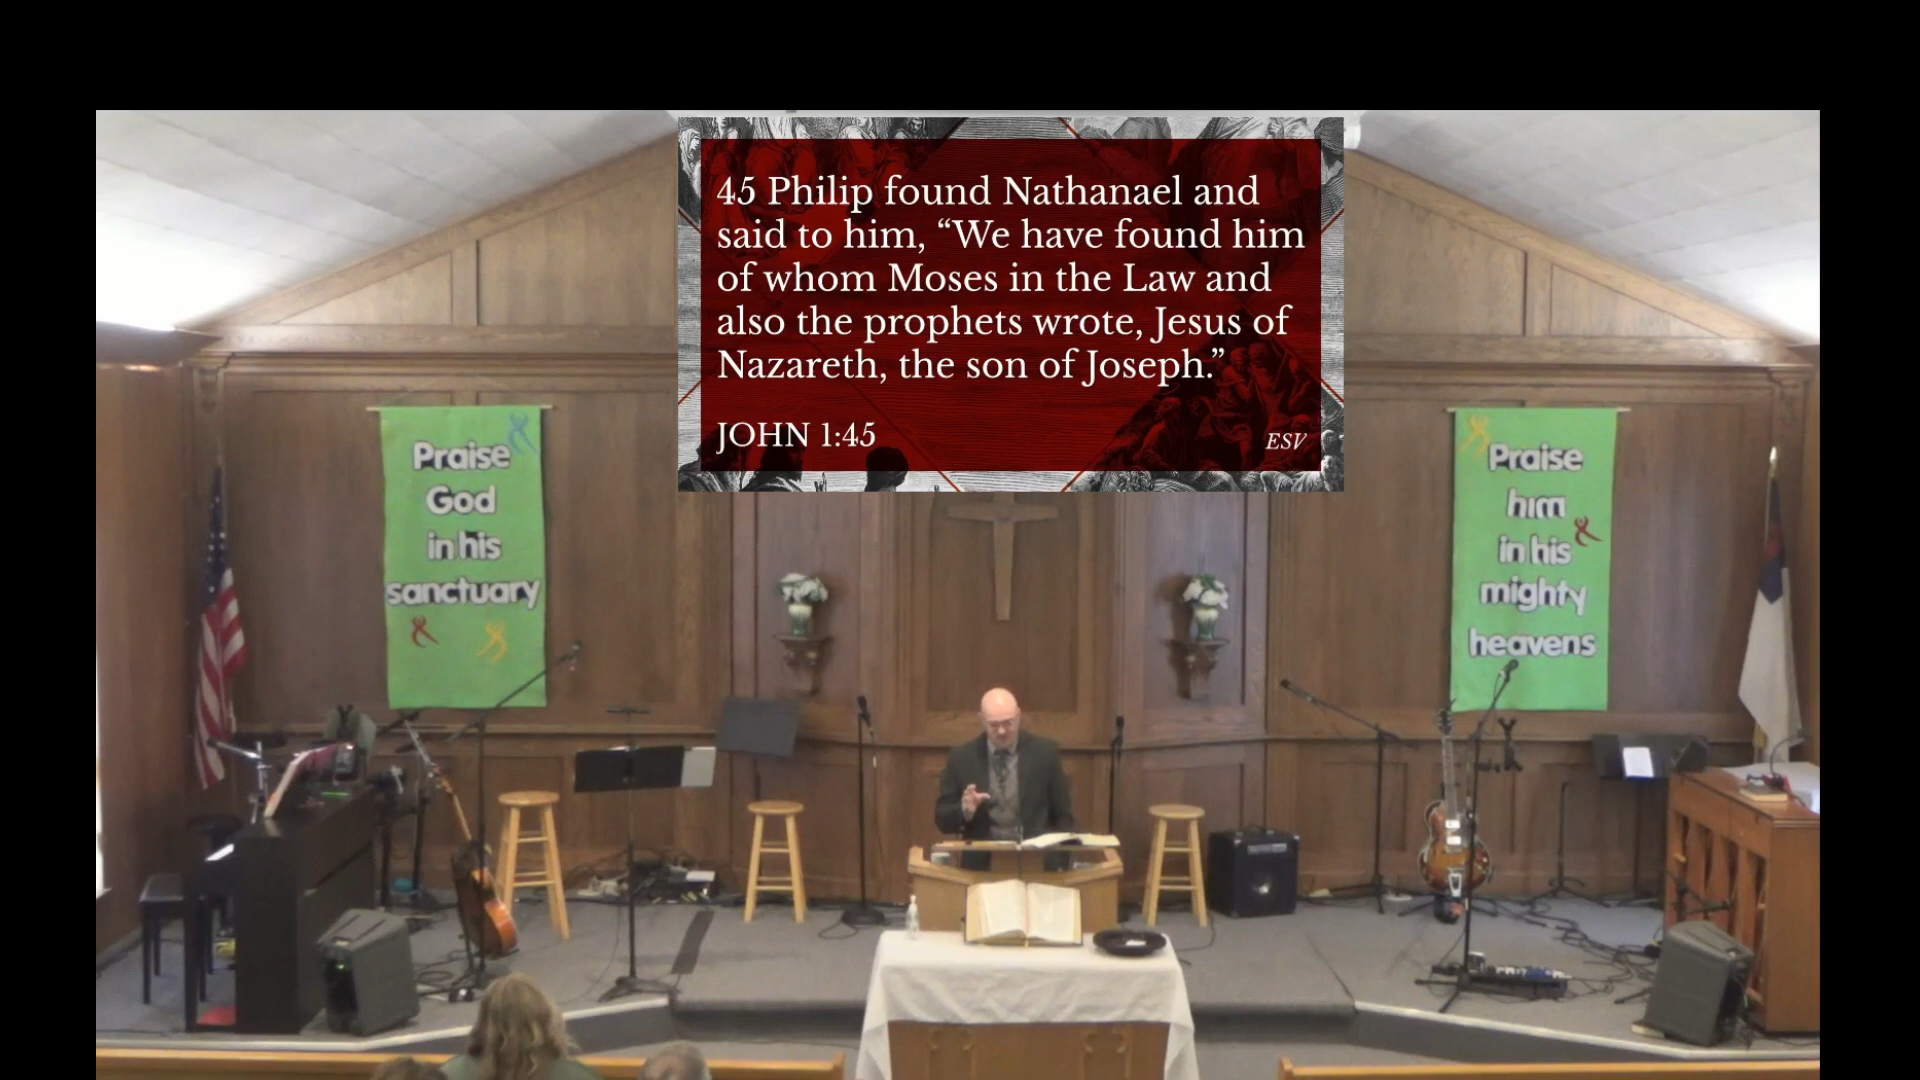 45 Philip found Nathanael and
said to him, “We have found him
of whom Moses in the Law and
also the prophets wrote, Jesus of
Nazareth, the son of Joseph.”
JOHN 1:45
ESV
Praise
God
in his
sanctuary
Praise
him
in his
mighty
heavens